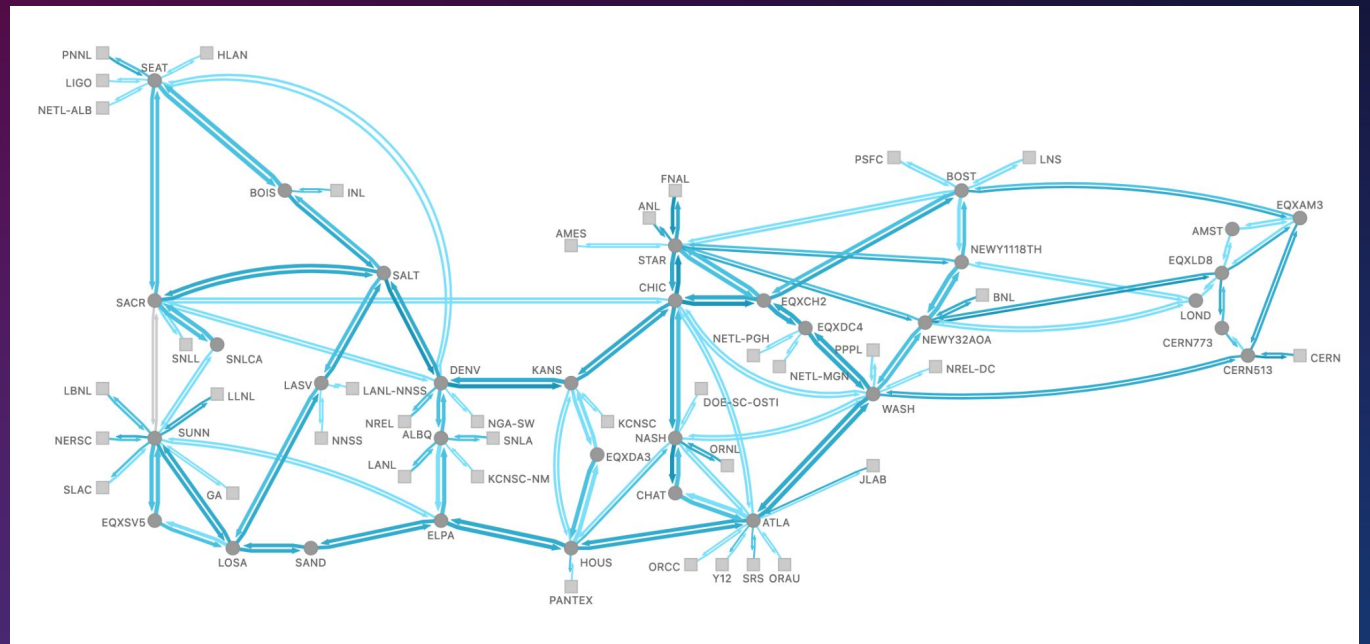 PNNL
HLAN
SEAT
LIGO
NETL-ALB
PSFC
LNS
BOST
FNAL
BOIS
INL
ANL
EQXAM3
AMST
AMES
STAR
NEWY1118TH
EQXLD8
SALT
CHIC
SACR
EQXCH2
BNL
LOND
EQXDC4
NETL-PGH
NEWY32AOA
CERN773
SNLL
SNLCA
PPPL
CERN
CERN513
DENV
KANS
NETL-MGN
NREL-DC
LASV
LANL-NNSS
LBNL
LLNL
DOE-SC-OSTI
WASH
NREL
NGA-SW
KCNSC
SUNN
ALBQ
NERSC
NNSS
SNLA
NASH
ORNL
EQXDA3
LANL
KCNSC-NM
JLAB
SLAC
GA
CHAT
EQXSV5
ATLA
ELPA
LOSA
SAND
HOUS
ORCC
Y12
SRS
ORAU
PANTEX